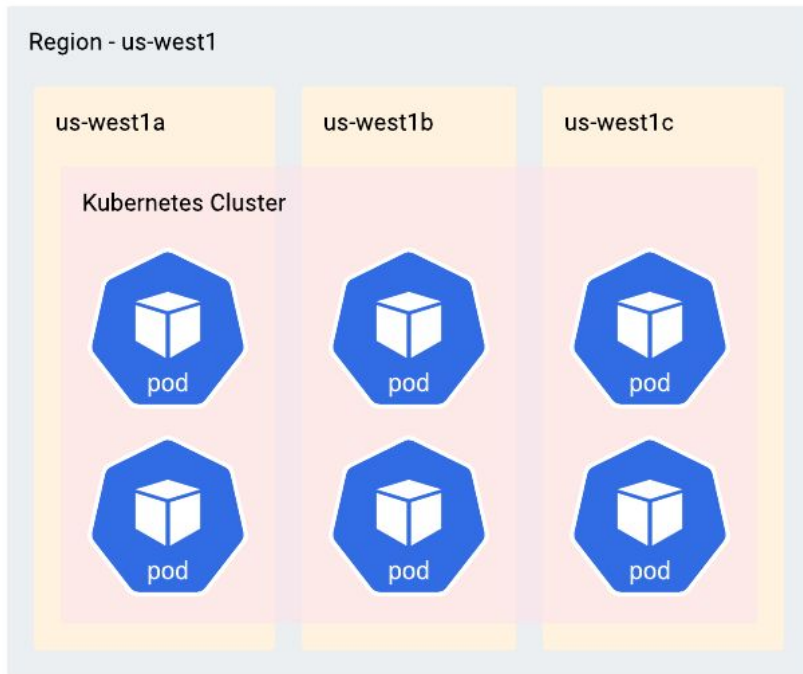 Region - us-west1
us-west1a
us-west1b
us-west1c
Kubernetes Cluster
pod
pod
pod
pod
pod
pod